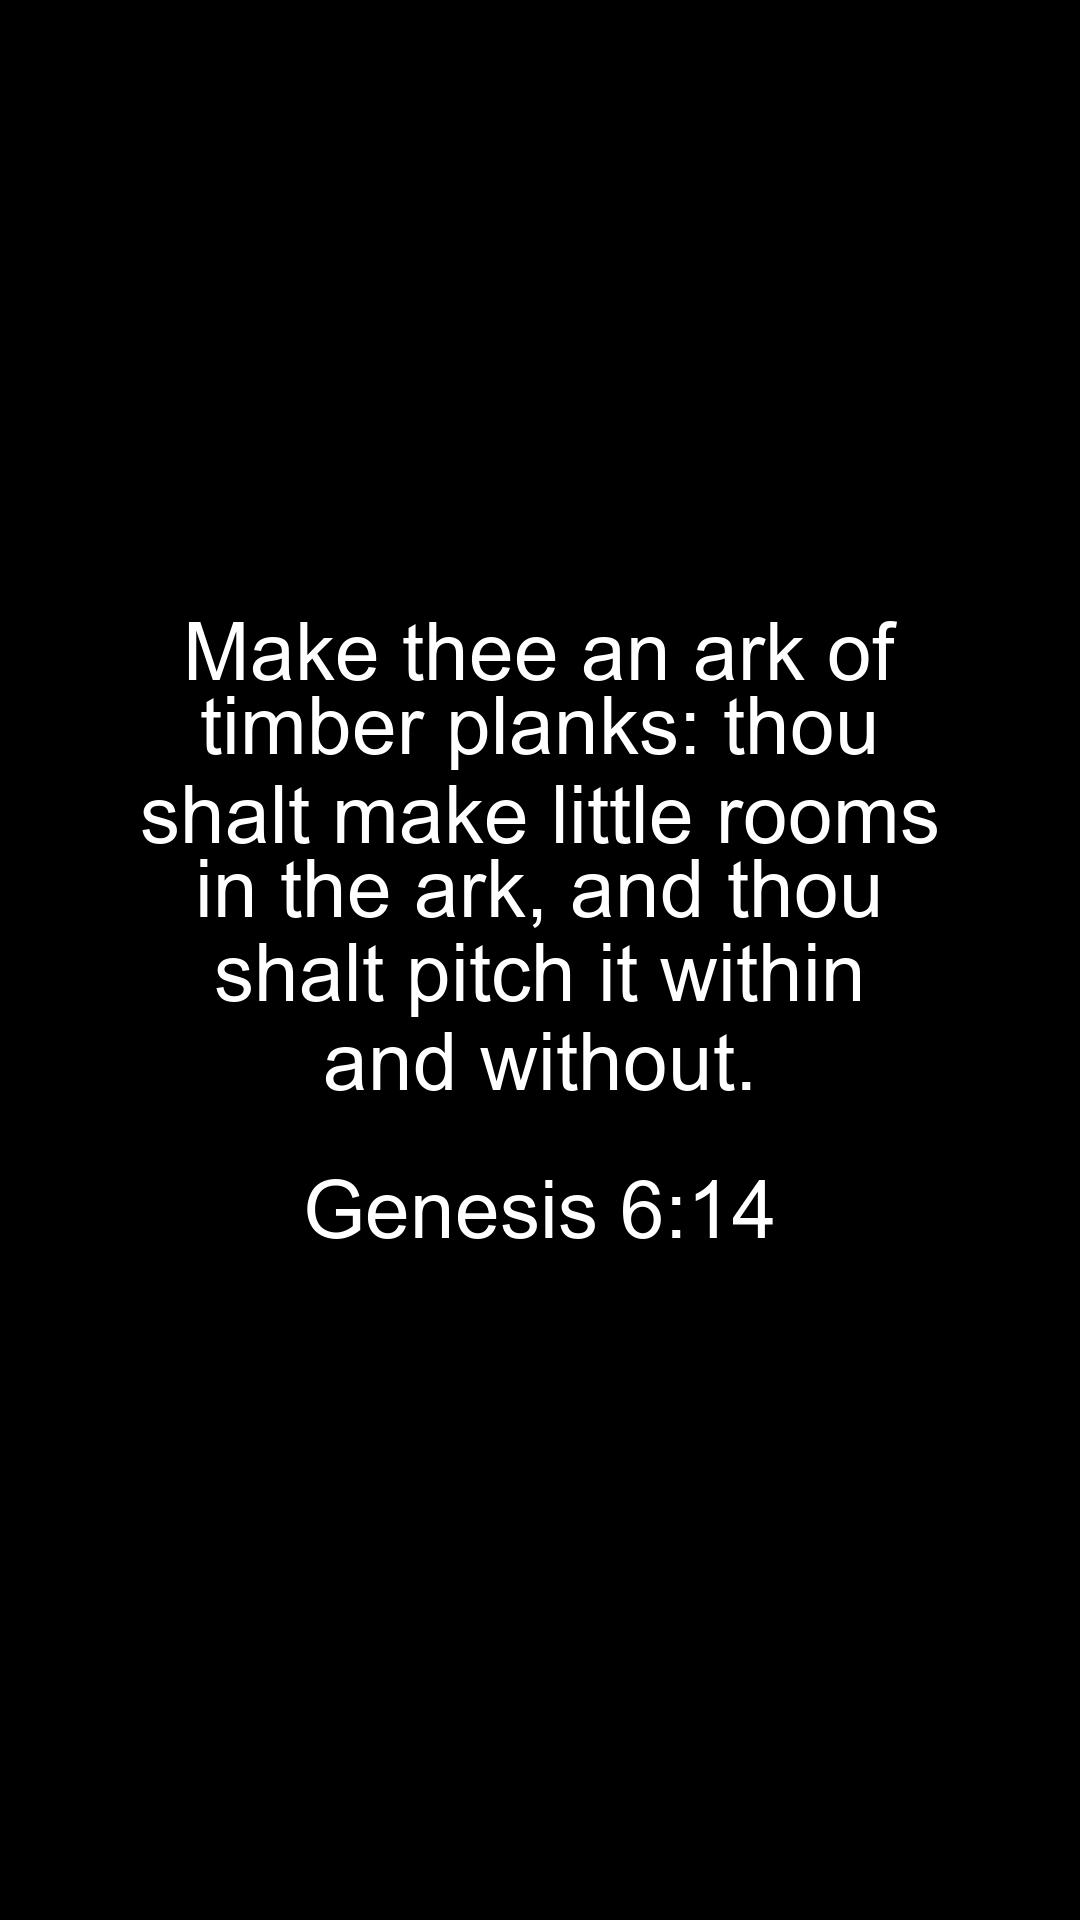 Make thee an ark of
timber planks: thou
shalt make little rooms
in the ark, and thou
shalt pitch it within
and without.
Genesis 6:14